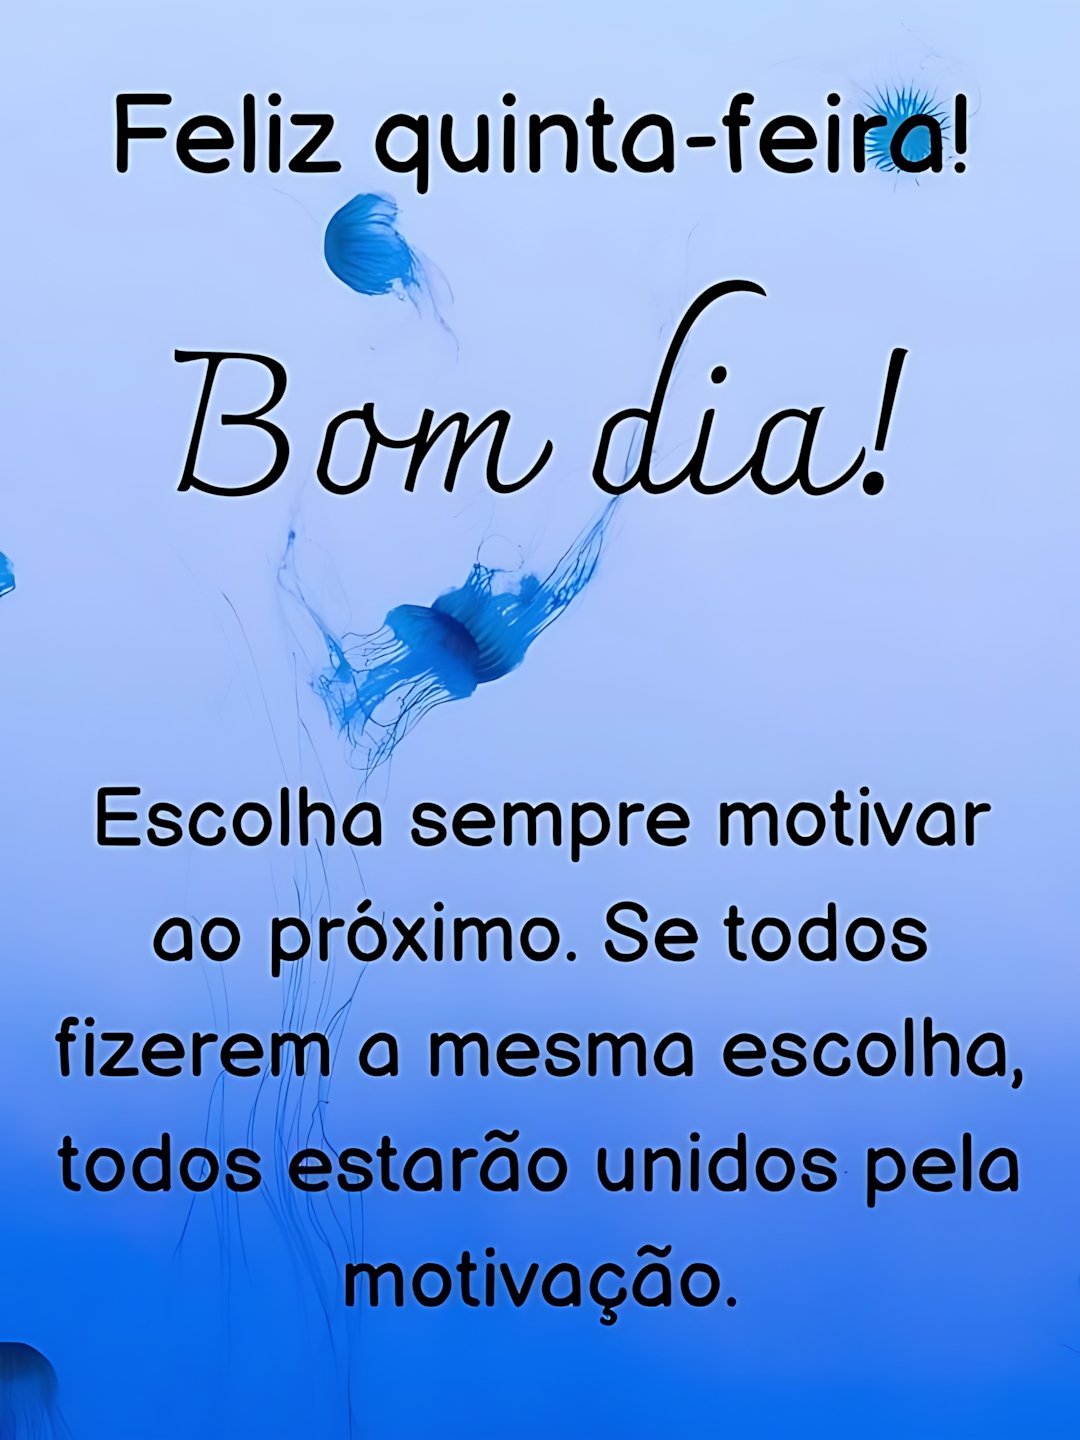 Feliz quinta-feira!
Bom dia!
Escolha sempre motivar
ao próximo. Se todos
fizerem a mesma escolha,
todos estarão unidos pela
motivação.